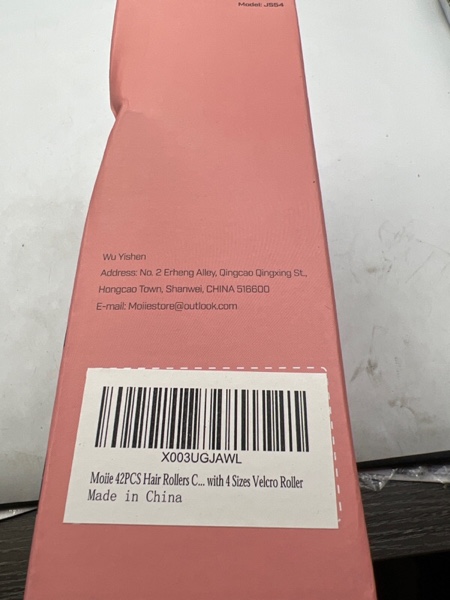 Model: JS54
Wu Yishen
Address: No. 2 Erheng Alley, Qingcao Qingxing St.,
Hongcao Town, Shanwei, CHINA 516600
E-mail: Moiiestore@outlook.com
X003UGJAWL
Moiie 42PCS Hair Rollers C... with 4 Sizes Velcro Roller
Made in China